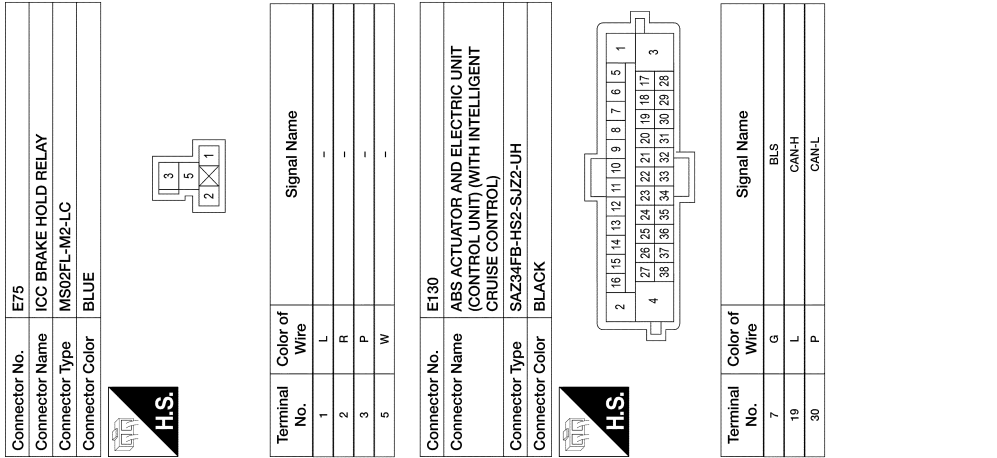 Connector No. E75
Connector Name ICC BRAKE HOLD RELAY
Connector Type MS02FL-M2-LC
Connector Color BLUE
H.S.
3
5 1
2
Terminal No. Color of Wire Signal Name
1 L –
2 R –
3 P –
5 W –
Connector No. E130
Connector Name ABS ACTUATOR AND ELECTRIC UNIT
(CONTROL UNIT) (WITH INTELLIGENT
CRUISE CONTROL)
Connector Type SAZ34FB-HS2-SJZ2-UH
Connector Color BLACK
H.S.
2 16 15 14 13 12 11 10 9 8 7 6 5 1
4 27 26 25 24 23 22 21 20 19 18 17 3
38 37 36 35 34 33 32 31 30 29 28
Terminal No. Color of Wire Signal Name
7 G BLS
19 L CAN-H
30 P CAN-L